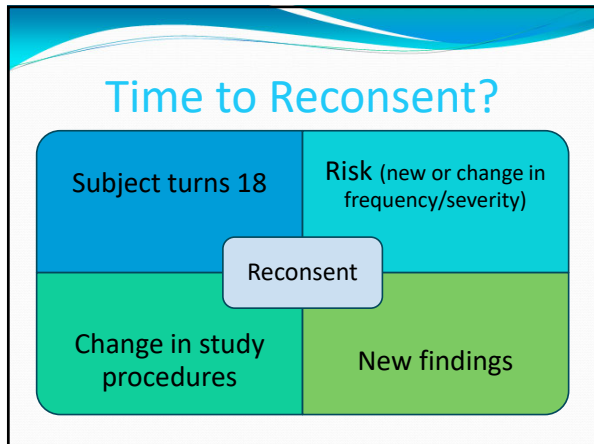 Time to Reconsent?
Subject turns 18
Risk (new or change in
frequency/severity)
Reconsent
Change in study
procedures
New findings